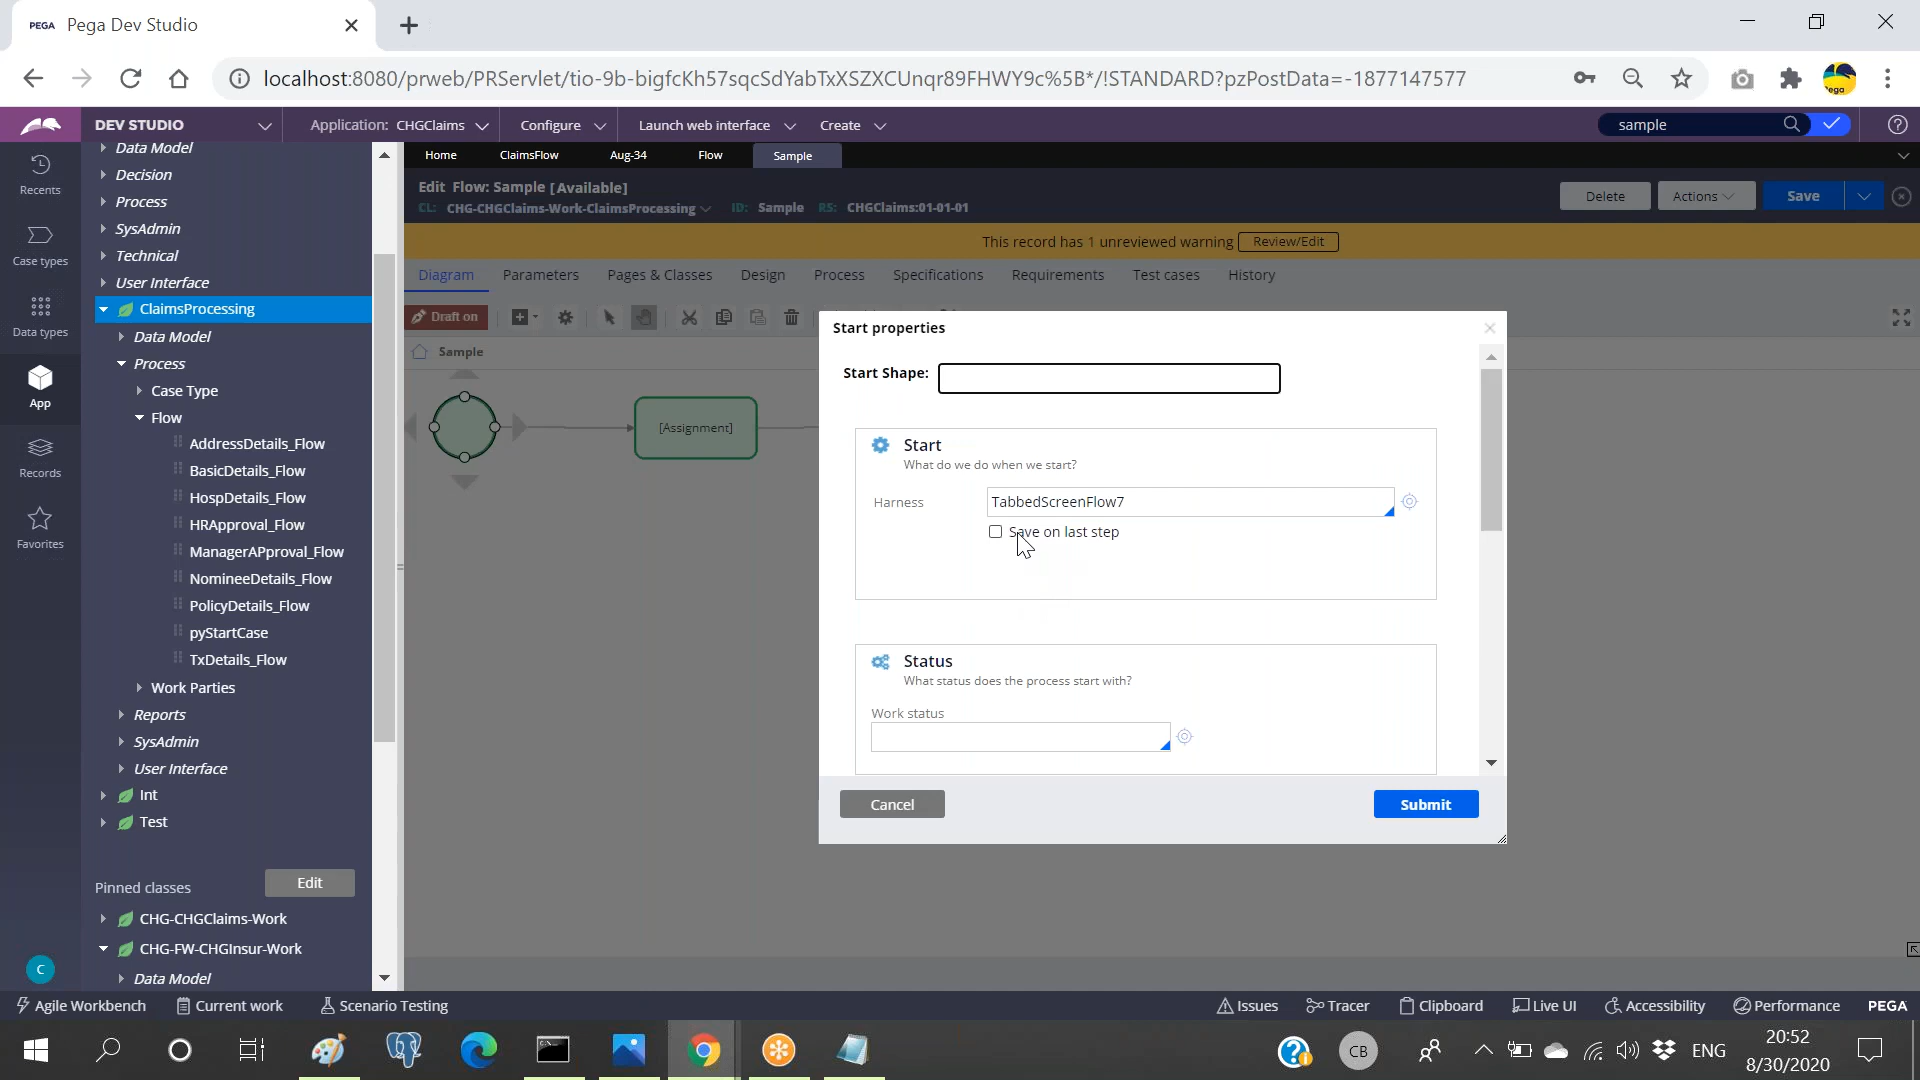 PEGA Pega Dev Studio
localhost:8080/prweb/PRServlet/tio-9b-bigfcKh57sqcSdYabTxXSZXCUnqr89FHWY9c%5B*/!STANDARD?pzPostData=-1877147577
DEV STUDIO Application: CHGClaims Configure Launch web interface Create sample
Home ClaimsFlow Aug-34 Flow Sample
Edit Flow: Sample [Available]
CL: CHG-CHGClaims-Work-ClaimsProcessing ID: Sample RS: CHGClaims:01-01-01
Delete Actions Save
This record has 1 unreviewed warning Review/Edit
Diagram Parameters Pages & Classes Design Process Specifications Requirements Test cases History
Draft on
Sample
[Assignment]
Recents
Case types
Data types
App
Records
Favorites
C
Data Model
Decision
Process
SysAdmin
Technical
User Interface
ClaimsProcessing
Data Model
Process
Case Type
Flow
AddressDetails_Flow
BasicDetails_Flow
HospDetails_Flow
HRApproval_Flow
ManagerAPproval_Flow
NomineeDetails_Flow
PolicyDetails_Flow
pyStartCase
TxDetails_Flow
Work Parties
Reports
SysAdmin
User Interface
Int
Test
Pinned classes Edit
CHG-CHGClaims-Work
CHG-FW-CHGInsur-Work
Data Model
Start properties
Start Shape:
Start
What do we do when we start?
Harness TabbedScreenFlow7
Save on last step
Status
What status does the process start with?
Work status
Cancel Submit
Agile Workbench Current work Scenario Testing Issues Tracer Clipboard Live UI Accessibility Performance PEGA
CB ENG
20:52
8/30/2020